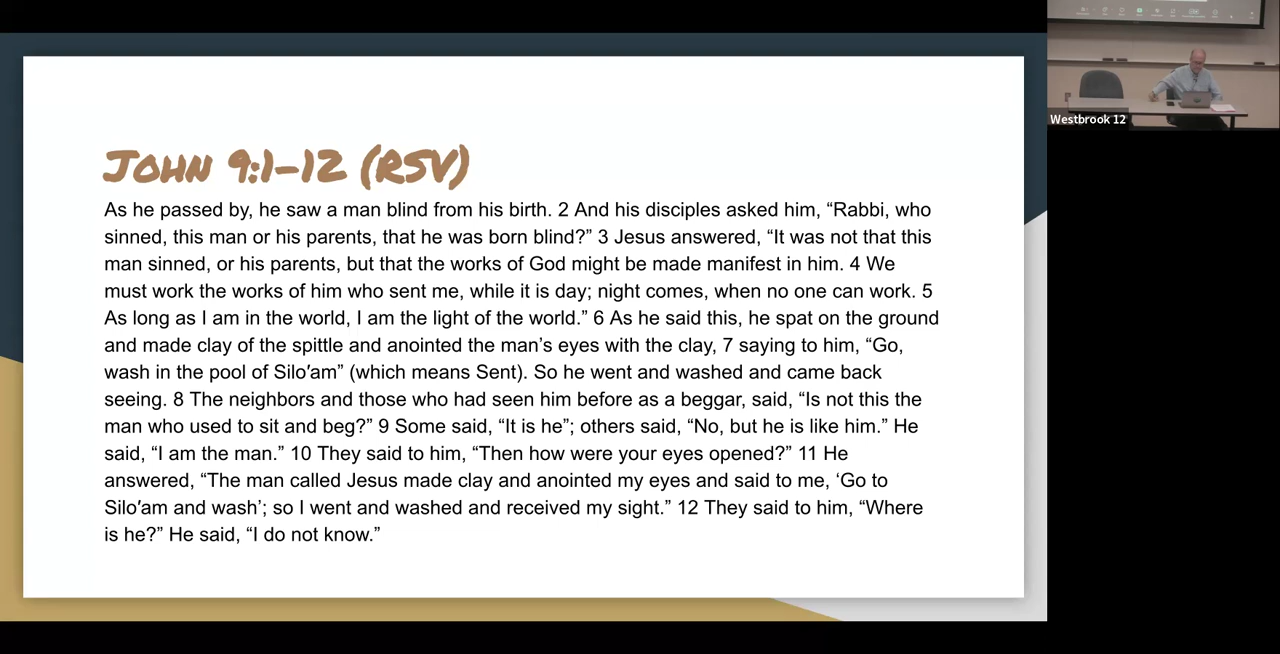 John 9:1-12 (RSV)
As he passed by, he saw a man blind from his birth. 2 And his disciples asked him, “Rabbi, who
sinned, this man or his parents, that he was born blind?” 3 Jesus answered, “It was not that this
man sinned, or his parents, but that the works of God might be made manifest in him. 4 We
must work the works of him who sent me, while it is day; night comes, when no one can work. 5
As long as I am in the world, I am the light of the world.” 6 As he said this, he spat on the ground
and made clay of the spittle and anointed the man’s eyes with the clay, 7 saying to him, “Go,
wash in the pool of Silo′am” (which means Sent). So he went and washed and came back
seeing. 8 The neighbors and those who had seen him before as a beggar, said, “Is not this the
man who used to sit and beg?” 9 Some said, “It is he”; others said, “No, but he is like him.” He
said, “I am the man.” 10 They said to him, “Then how were your eyes opened?” 11 He
answered, “The man called Jesus made clay and anointed my eyes and said to me, ‘Go to
Silo′am and wash’; so I went and washed and received my sight.” 12 They said to him, “Where
is he?” He said, “I do not know.”
Westbrook 12